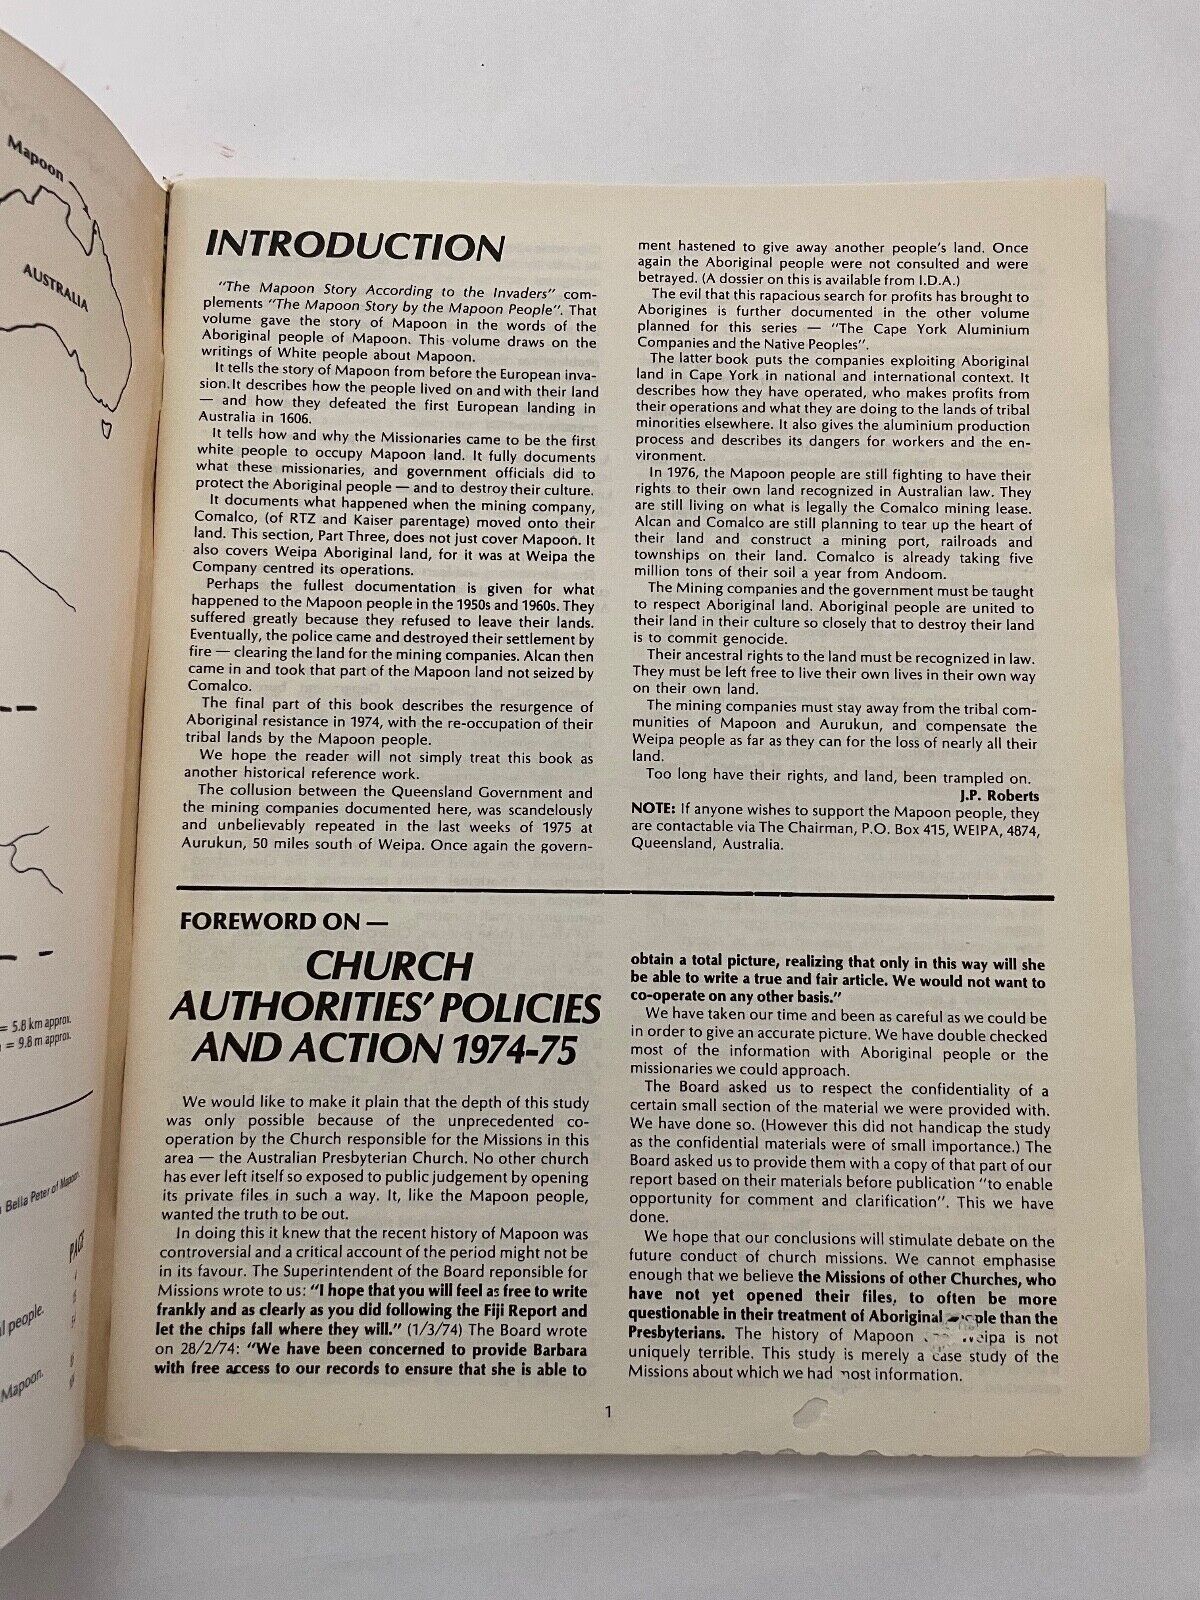 Mapoon
AUSTRALIA
= 5.8 km approx.
= 9.8 m approx.
Bella Peter of Mapoon.
PAGE
people.
Mapoon.
INTRODUCTION
"The Mapoon Story According to the Invaders" com-
plements "The Mapoon Story by the Mapoon People". That
volume gave the story of Mapoon in the words of the
Aboriginal people of Mapoon. This volume draws on the
writings of White people about Mapoon.
It tells the story of Mapoon from before the European inva-
sion. It describes how the people lived on and with their land
— and how they defeated the first European landing in
Australia in 1606.
It tells how and why the Missionaries came to be the first
white people to occupy Mapoon land. It fully documents
what these missionaries, and government officials did to
protect the Aboriginal people — and to destroy their culture.
It documents what happened when the mining company,
Comalco, (of RTZ and Kaiser parentage) moved onto their
land. This section, Part Three, does not just cover Mapoon. It
also covers Weipa Aboriginal land, for it was at Weipa the
Company centred its operations.
Perhaps the fullest documentation is given for what
happened to the Mapoon people in the 1950s and 1960s. They
suffered greatly because they refused to leave their lands.
Eventually, the police came and destroyed their settlement by
fire — clearing the land for the mining companies. Alcan then
came in and took that part of the Mapoon land not seized by
Comalco.
The final part of this book describes the resurgence of
Aboriginal resistance in 1974, with the re-occupation of their
tribal lands by the Mapoon people.
We hope the reader will not simply treat this book as
another historical reference work.
The collusion between the Queensland Government and
the mining companies documented here, was scandelously
and unbelievably repeated in the last weeks of 1975 at
Aurukun, 50 miles south of Weipa. Once again the govern-
ment hastened to give away another people's land. Once
again the Aboriginal people were not consulted and were
betrayed. (A dossier on this is available from I.D.A.)
The evil that this rapacious search for profits has brought to
Aborigines is further documented in the other volume
planned for this series — "The Cape York Aluminium
Companies and the Native Peoples".
The latter book puts the companies exploiting Aboriginal
land in Cape York in national and international context. It
describes how they have operated, who makes profits from
their operations and what they are doing to the lands of tribal
minorities elsewhere. It also gives the aluminium production
process and describes its dangers for workers and the en-
vironment.
In 1976, the Mapoon people are still fighting to have their
rights to their own land recognized in Australian law. They
are still living on what is legally the Comalco mining lease.
Alcan and Comalco are still planning to tear up the heart of
their land and construct a mining port, railroads and
townships on their land. Comalco is already taking five
million tons of their soil a year from Andoom.
The Mining companies and the government must be taught
to respect Aboriginal land. Aboriginal people are united to
their land in their culture so closely that to destroy their land
is to commit genocide.
Their ancestral rights to the land must be recognized in law.
They must be left free to live their own lives in their own way
on their own land.
The mining companies must stay away from the tribal com-
munities of Mapoon and Aurukun, and compensate the
Weipa people as far as they can for the loss of nearly all their
land.
Too long have their rights, and land, been trampled on.
J.P. Roberts
NOTE: If anyone wishes to support the Mapoon people, they
are contactable via The Chairman, P.O. Box 415, WEIPA, 4874,
Queensland, Australia.
FOREWORD ON —
CHURCH
AUTHORITIES' POLICIES
AND ACTION 1974-75
We would like to make it plain that the depth of this study
was only possible because of the unprecedented co-
operation by the Church responsible for the Missions in this
area — the Australian Presbyterian Church. No other church
has ever left itself so exposed to public judgement by opening
its private files in such a way. It, like the Mapoon people,
wanted the truth to be out.
In doing this it knew that the recent history of Mapoon was
controversial and a critical account of the period might not be
in its favour. The Superintendent of the Board reponsible for
Missions wrote to us: "I hope that you will feel as free to write
frankly and as clearly as you did following the Fiji Report and
let the chips fall where they will." (1/3/74) The Board wrote
on 28/2/74: "We have been concerned to provide Barbara
with free access to our records to ensure that she is able to
obtain a total picture, realizing that only in this way will she
be able to write a true and fair article. We would not want to
co-operate on any other basis."
We have taken our time and been as careful as we could be
in order to give an accurate picture. We have double checked
most of the information with Aboriginal people or the
missionaries we could approach.
The Board asked us to respect the confidentiality of a
certain small section of the material we were provided with.
We have done so. (However this did not handicap the study
as the confidential materials were of small importance.) The
Board asked us to provide them with a copy of that part of our
report based on their materials before publication "to enable
opportunity for comment and clarification". This we have
done.
We hope that our conclusions will stimulate debate on the
future conduct of church missions. We cannot emphasise
enough that we believe the Missions of other Churches, who
have not yet opened their files, to often be more
questionable in their treatment of Aboriginal people than the
Presbyterians. The history of Mapoon Weipa is not
uniquely terrible. This study is merely a case study of the
Missions about which we had most information.
1